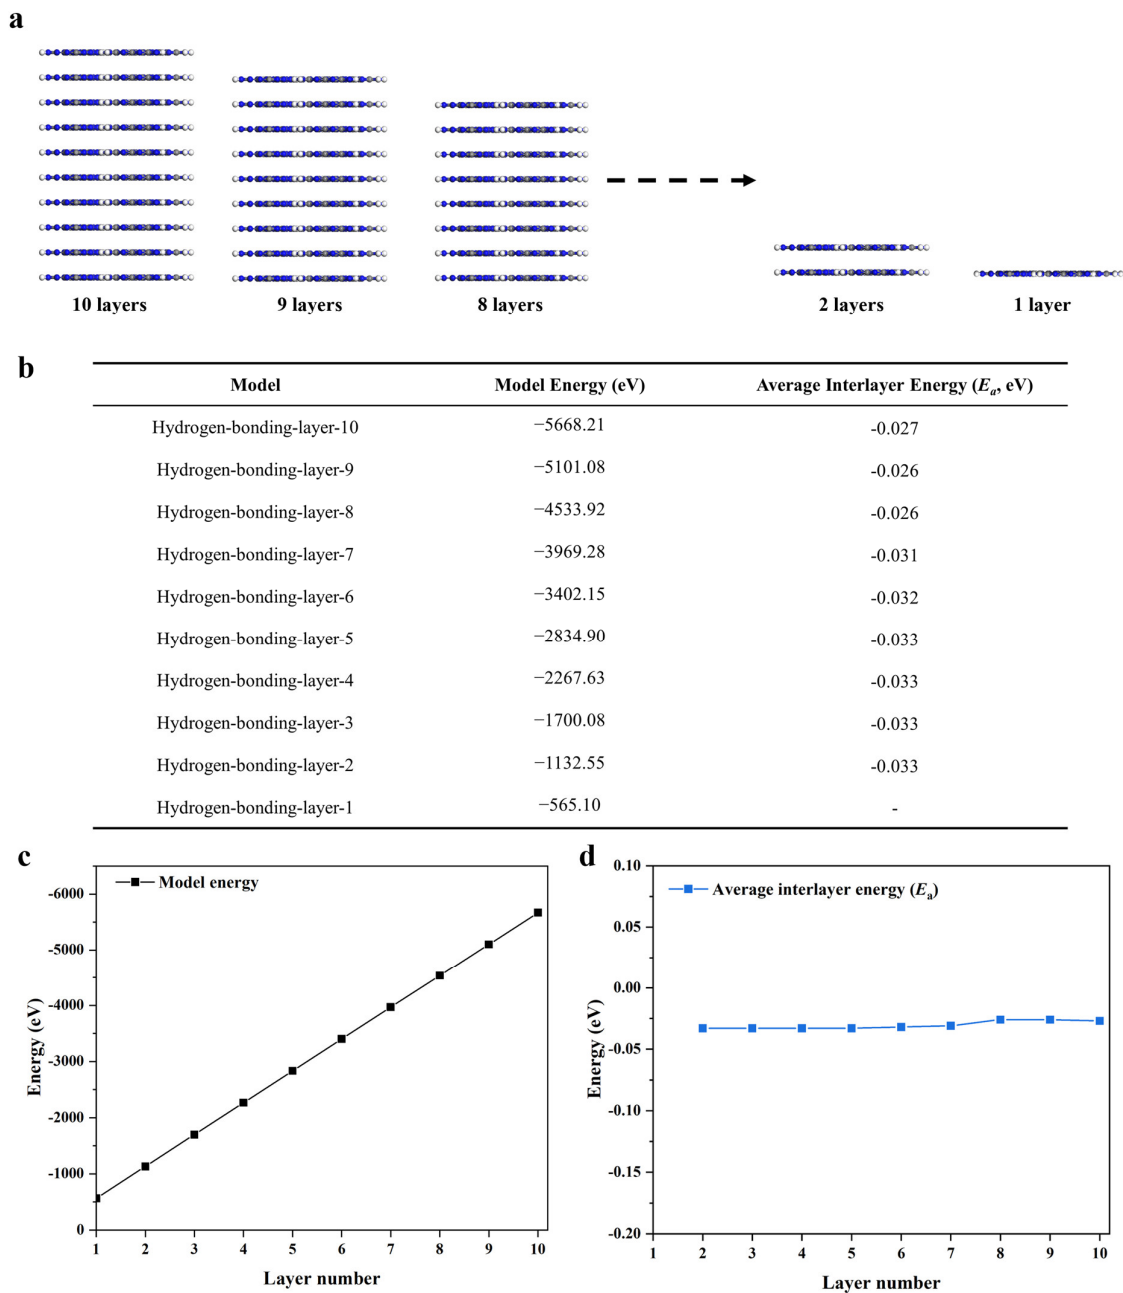 a
10 layers 9 layers 8 layers 2 layers 1 layer
b
Model Model Energy (eV) Average Interlayer Energy (Ea, eV)
Hydrogen-bonding-layer-10 −5668.21 -0.027
Hydrogen-bonding-layer-9 −5101.08 -0.026
Hydrogen-bonding-layer-8 −4533.92 -0.026
Hydrogen-bonding-layer-7 −3969.28 -0.031
Hydrogen-bonding-layer-6 −3402.15 -0.032
Hydrogen-bonding-layer-5 −2834.90 -0.033
Hydrogen-bonding-layer-4 −2267.63 -0.033
Hydrogen-bonding-layer-3 −1700.08 -0.033
Hydrogen-bonding-layer-2 −1132.55 -0.033
Hydrogen-bonding-layer-1 −565.10 -
c
Model energy
Energy (eV)
-6000
-5000
-4000
-3000
-2000
-1000
0
1 2 3 4 5 6 7 8 9 10
Layer number
d
Average interlayer energy (Ea)
Energy (eV)
0.10
0.05
0.00
-0.05
-0.10
-0.15
-0.20
1 2 3 4 5 6 7 8 9 10
Layer number